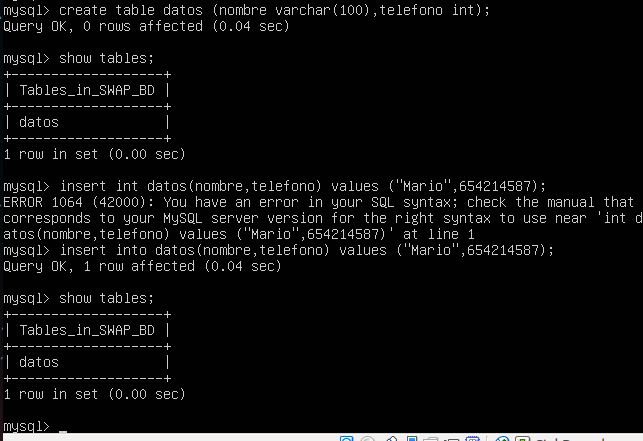 mysql> create table datos (nombre varchar(100),telefono int);
Query OK, 0 rows affected (0.04 sec)
mysql> show tables;
+-------------------+
| Tables_in_SWAP_BD |
+-------------------+
| datos             |
+-------------------+
1 row in set (0.00 sec)
mysql> insert int datos(nombre,telefono) values ("Mario",654214587);
ERROR 1064 (42000): You have an error in your SQL syntax; check the manual that
corresponds to your MySQL server version for the right syntax to use near 'int d
atos(nombre,telefono) values ("Mario",654214587)' at line 1
mysql> insert into datos(nombre,telefono) values ("Mario",654214587);
Query OK, 1 row affected (0.04 sec)
mysql> show tables;
+-------------------+
| Tables_in_SWAP_BD |
+-------------------+
| datos             |
+-------------------+
1 row in set (0.00 sec)
mysql> _